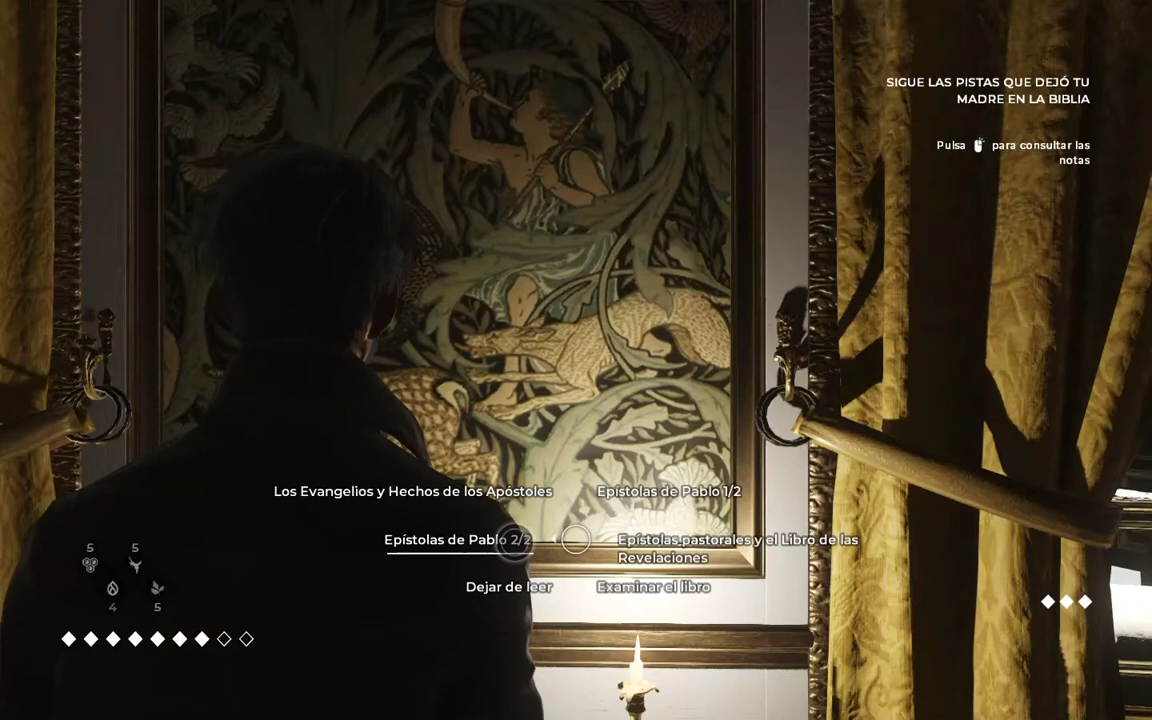 SIGUE LAS PISTAS QUE DEJÓ TU
MADRE EN LA BIBLIA
Pulsa para consultar las
notas
Los Evangelios y Hechos de los Apóstoles
Epístolas de Pablo 1/2
Epístolas de Pablo 2/2
Epístolas pastorales y el Libro de las
Revelaciones
Dejar de leer
Examinar el libro
5
5
4
5